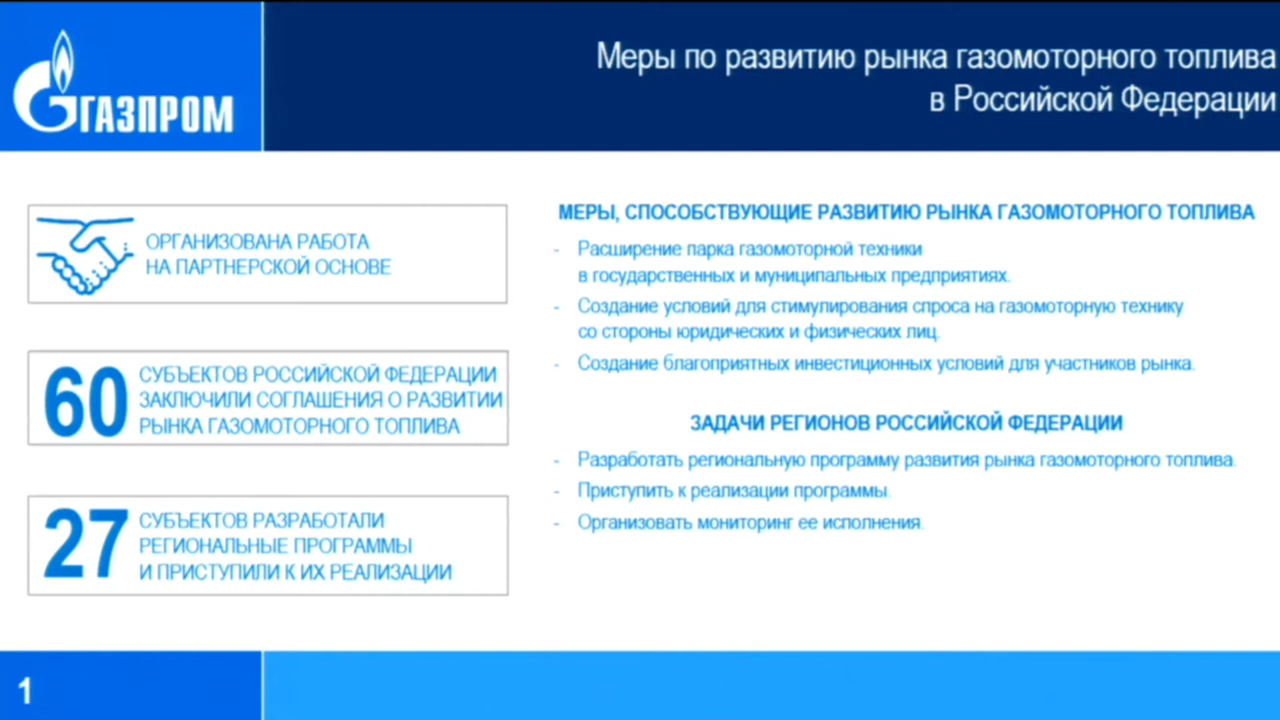 ГАЗПРОМ
Меры по развитию рынка газомоторного топлива
в Российской Федерации
ОРГАНИЗОВАНА РАБОТА
НА ПАРТНЕРСКОЙ ОСНОВЕ
60
СУБЪЕКТОВ РОССИЙСКОЙ ФЕДЕРАЦИИ
ЗАКЛЮЧИЛИ СОГЛАШЕНИЯ О РАЗВИТИИ
РЫНКА ГАЗОМОТОРНОГО ТОПЛИВА
27
СУБЪЕКТОВ РАЗРАБОТАЛИ
РЕГИОНАЛЬНЫЕ ПРОГРАММЫ
И ПРИСТУПИЛИ К ИХ РЕАЛИЗАЦИИ
МЕРЫ, СПОСОБСТВУЮЩИЕ РАЗВИТИЮ РЫНКА ГАЗОМОТОРНОГО ТОПЛИВА
- Расширение парка газомоторной техники
в государственных и муниципальных предприятиях.
- Создание условий для стимулирования спроса на газомоторную технику
со стороны юридических и физических лиц.
- Создание благоприятных инвестиционных условий для участников рынка.
ЗАДАЧИ РЕГИОНОВ РОССИЙСКОЙ ФЕДЕРАЦИИ
- Разработать региональную программу развития рынка газомоторного топлива.
- Приступить к реализации программы.
- Организовать мониторинг ее исполнения.
1